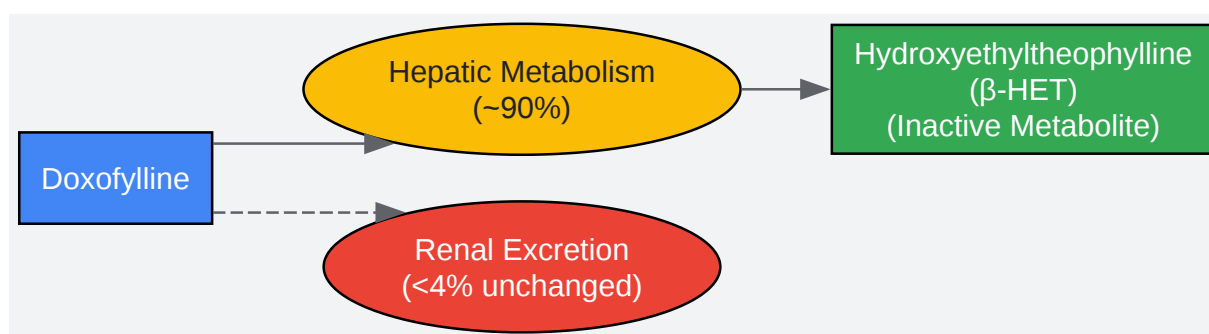 Doxofylline
Hepatic Metabolism
(~90%)
Hydroxyethyltheophylline
(β-HET)
(Inactive Metabolite)
Renal Excretion
(<4% unchanged)